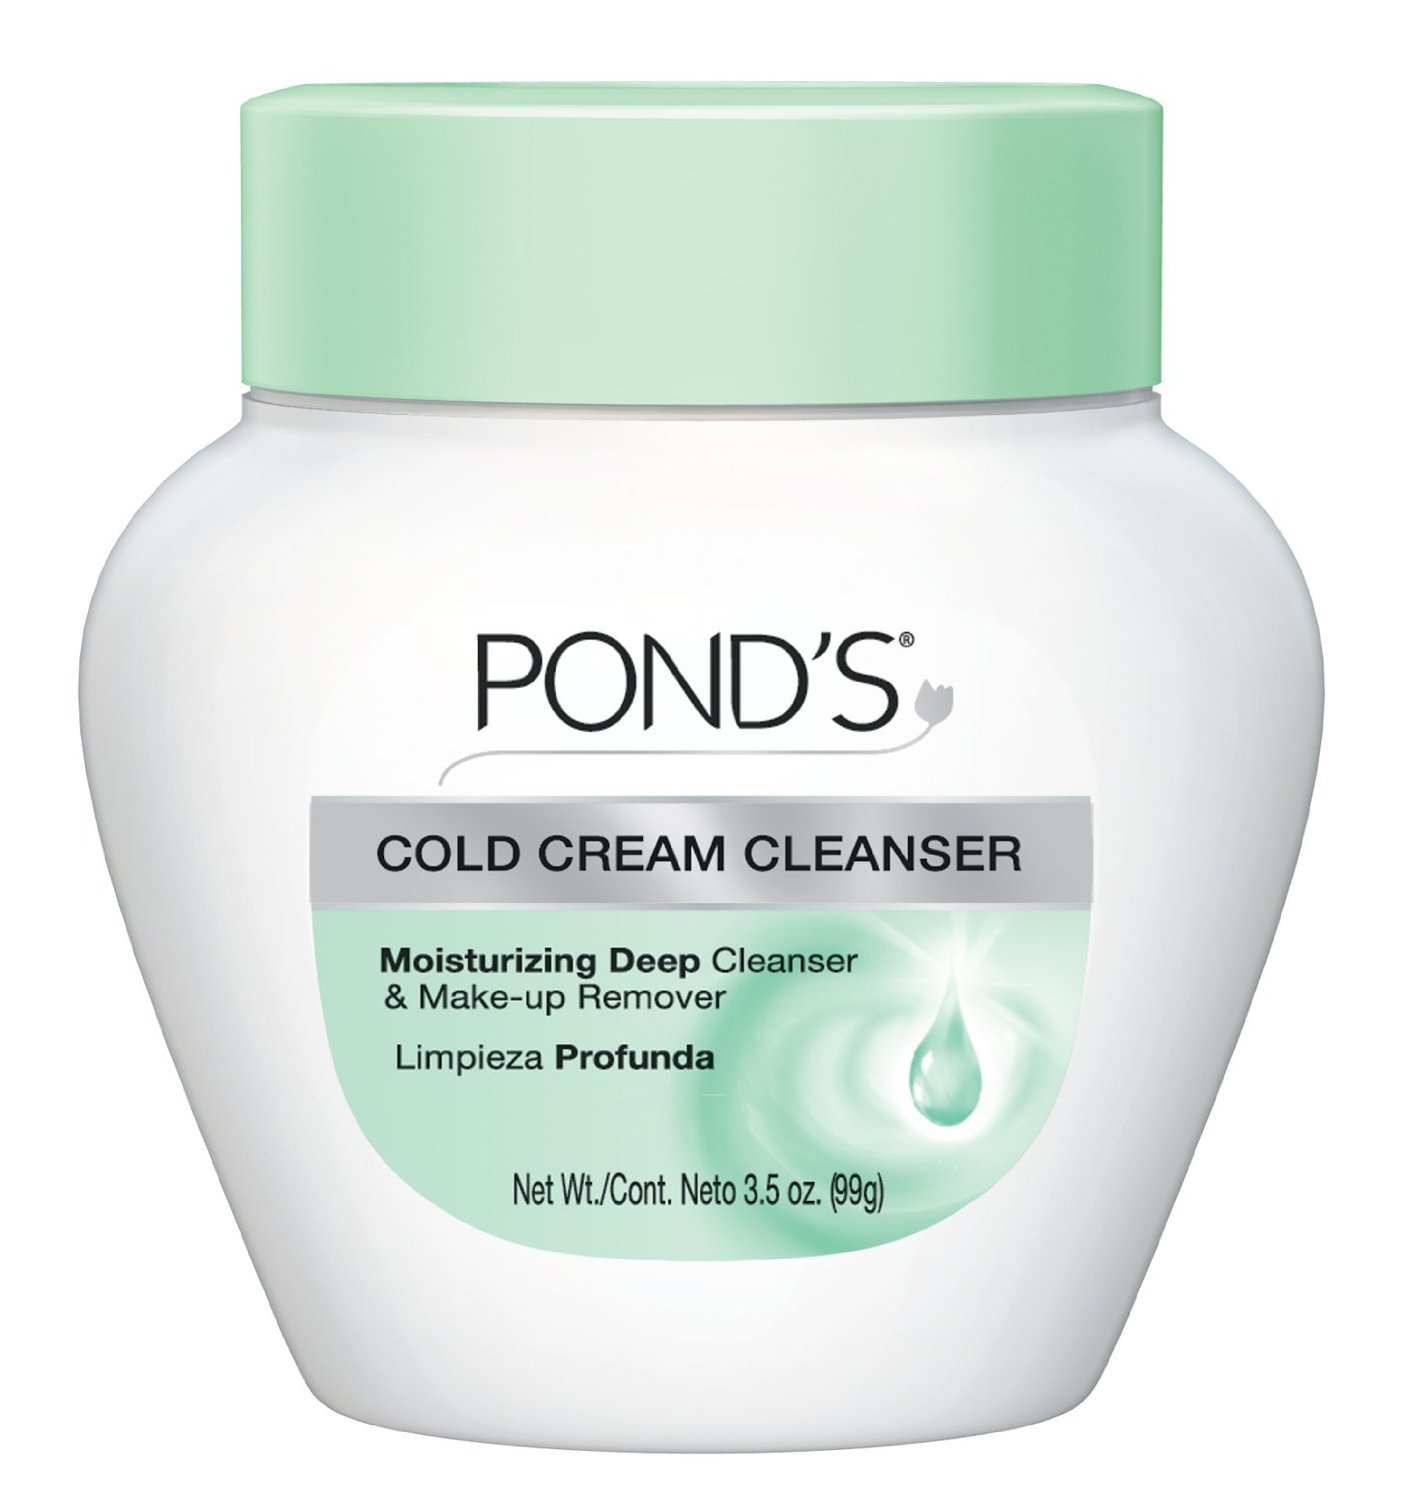 POND'S®
COLD CREAM CLEANSER
Moisturizing Deep Cleanser
& Make-up Remover
Limpieza Profunda
Net Wt./Cont. Neto 3.5 oz. (99g)